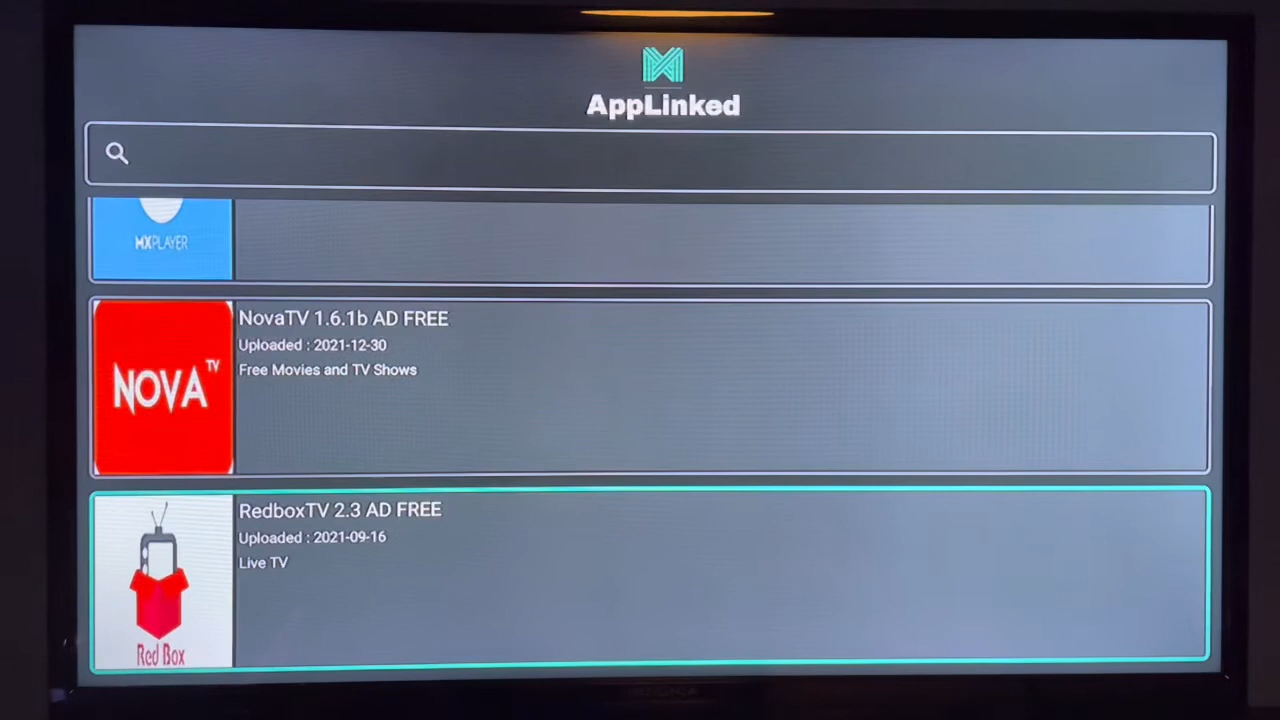 AppLinked
MXPLAYER
NovaTV 1.6.1b AD FREE
Uploaded : 2021-12-30
Free Movies and TV Shows
NOVA TV
RedboxTV 2.3 AD FREE
Uploaded : 2021-09-16
Live TV
Red Box